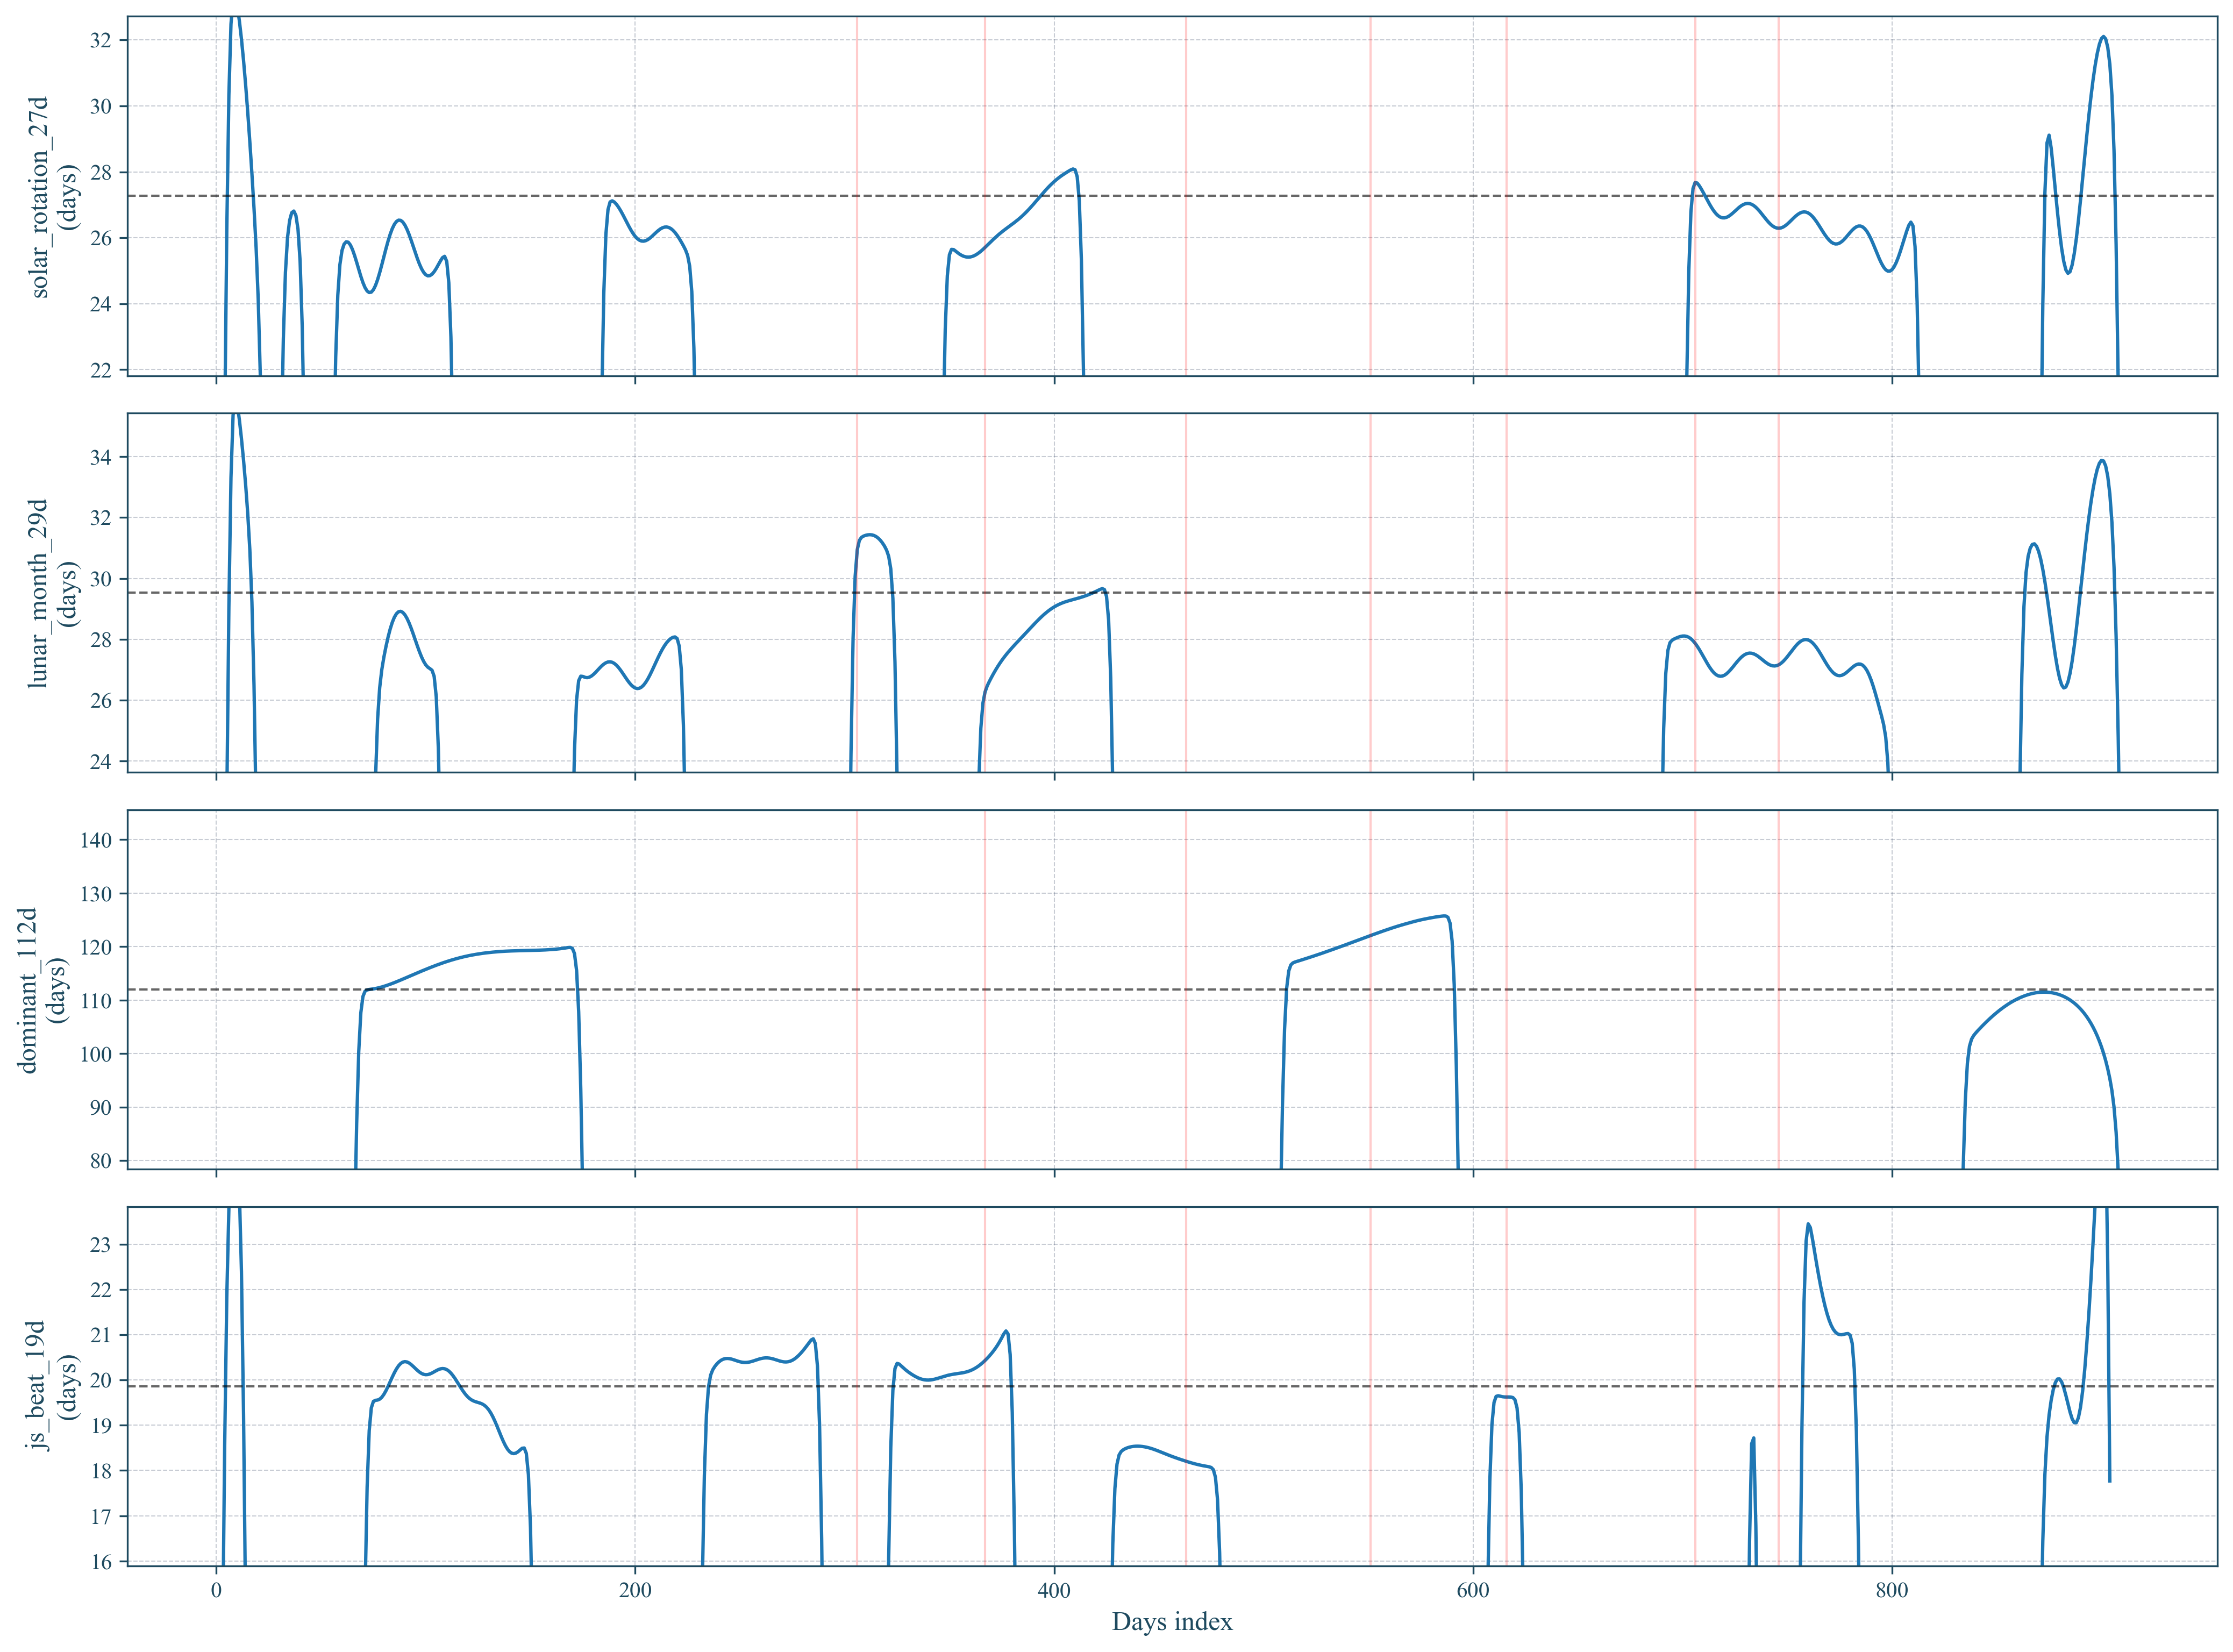 solar_rotation_27d
(days)
32
30
28
26
24
22
lunar_month_29d
(days)
34
32
30
28
26
24
dominant_112d
(days)
140
130
120
110
100
90
80
js_beat_19d
(days)
23
22
21
20
19
18
17
16
0 200 400 600 800
Days index